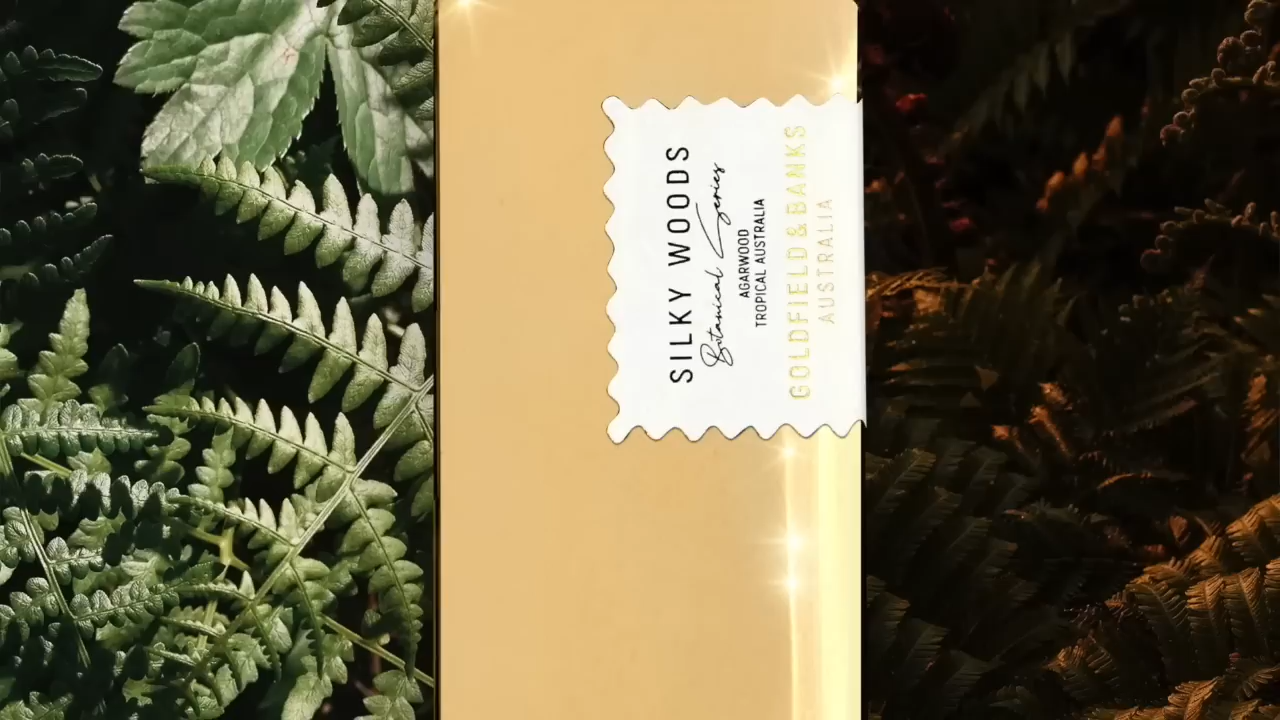 SILKY WOODS
Botanical Series
AGARWOOD
TROPICAL AUSTRALIA
GOLDFIELD & BANKS
AUSTRALIA